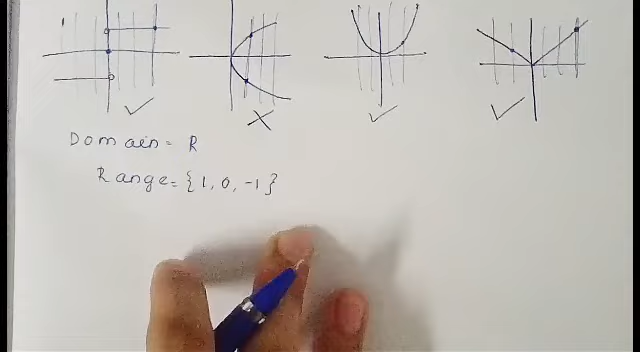 Domain = R
Range = {1, 0, -1}